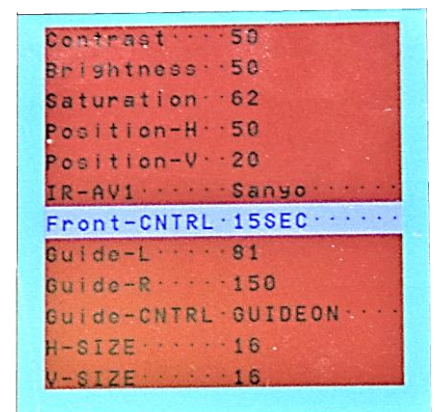 Contrast····50
Brightness··50
Saturation··62
Position-H··50
Position-V··20
IR-AV1······Sanyo······
Front-CNTRL·15SEC······
Guide-L·····81
Guide-R·····150
Guide-CNTRL·GUIDEON····
H-SIZE······16
V-SIZE······16